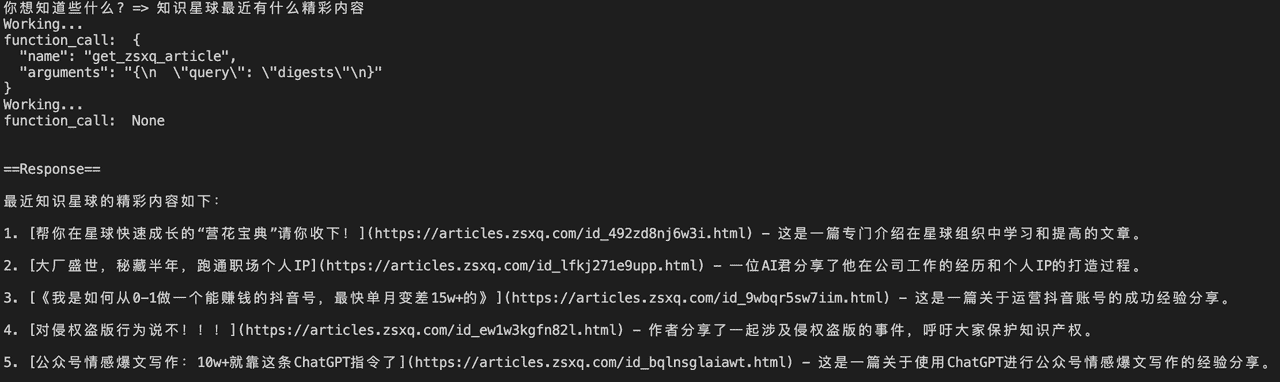 你想知道些什么? => 知识星球最近有什么精彩内容
Working...
function_call:  {
  "name": "get_zsxq_article",
  "arguments": "{\n  \"query\": \"digests\"\n}"
}
Working...
function_call:  None
==Response==
最近知识星球的精彩内容如下：
1. [帮你在星球快速成长的“营花宝典”请你收下！](https://articles.zsxq.com/id_492zd8nj6w3i.html) - 这是一篇专门介绍在星球组织中学习和提高的文章。
2. [大厂盛世，秘藏半年，跑通职场个人IP](https://articles.zsxq.com/id_lfkj271e9upp.html) - 一位AI君分享了他在公司工作的经历和个人IP的打造过程。
3. [《我是如何从0-1做一个能赚钱的抖音号，最快单月变差15w+的》](https://articles.zsxq.com/id_9wbqr5sw7iim.html) - 这是一篇关于运营抖音账号的成功经验分享。
4. [对侵权盗版行为说不！！！](https://articles.zsxq.com/id_ew1w3kgfn82l.html) - 作者分享了一起涉及侵权盗版的事件，呼吁大家保护知识产权。
5. [公众号情感爆文写作：10w+就靠这条ChatGPT指令了](https://articles.zsxq.com/id_bqlnsglaiawt.html) - 这是一篇关于使用ChatGPT进行公众号情感爆文写作的经验分享。